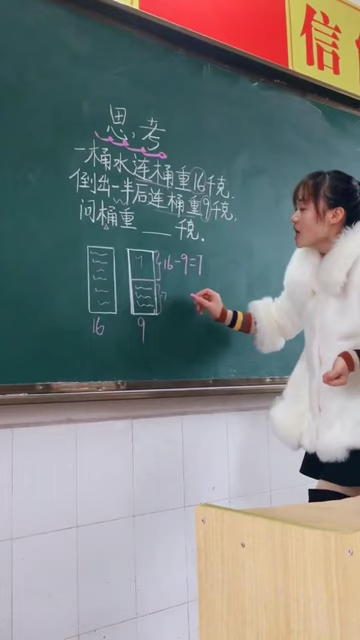 信
思考
一桶水连桶重16千克,
倒出一半后连桶重9千克,
问桶重___千克.
7 16-9=7
7
16 9